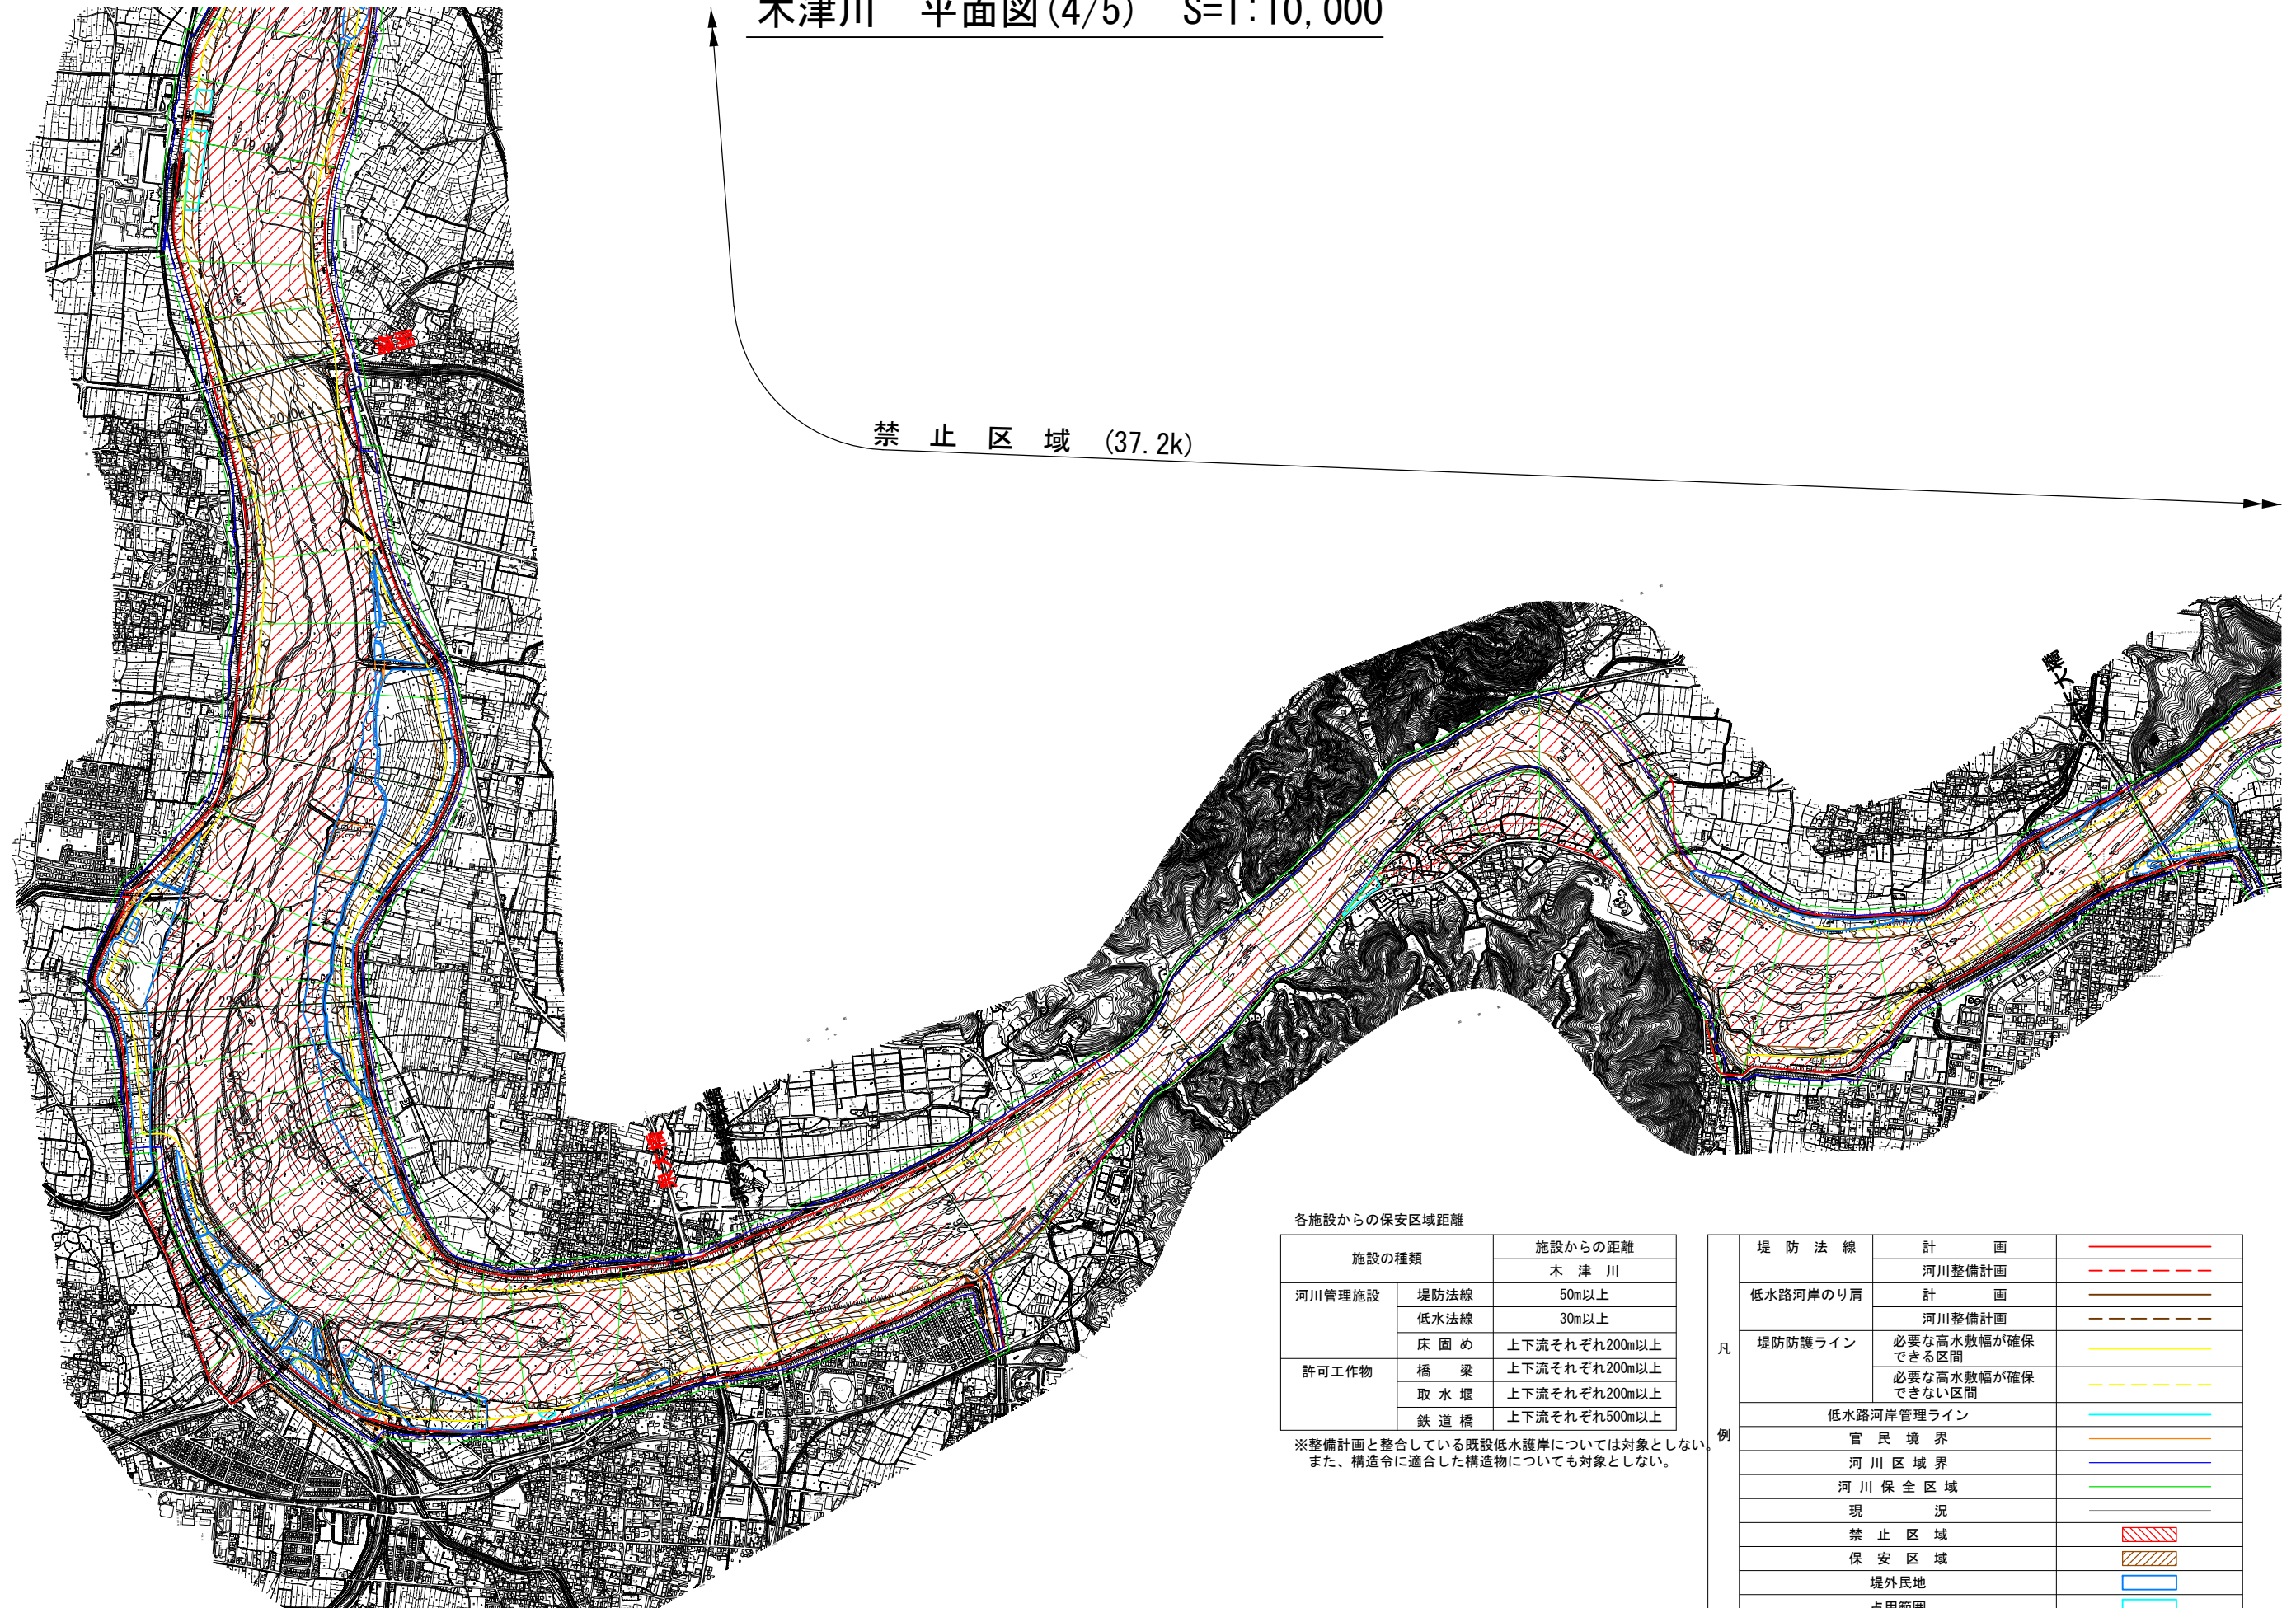 木津川　平面図(4/5)　S=1:10,000
禁　止　区　域　(37.2k)
19.0k
20.0k
22.0k
23.0k
各施設からの保安区域距離
施設の種類
施設からの距離
木　津　川
河川管理施設
堤防法線
50m以上
低水法線
30m以上
床 固 め
上下流それぞれ200m以上
許可工作物
橋　　梁
上下流それぞれ200m以上
取 水 堰
上下流それぞれ200m以上
鉄 道 橋
上下流それぞれ500m以上
※整備計画と整合している既設低水護岸については対象としない。
また、構造令に適合した構造物についても対象としない。
凡
例
堤　防　法　線
計　　　　画
河川整備計画
低水路河岸のり肩
計　　　　画
河川整備計画
堤防防護ライン
必要な高水敷幅が確保
できる区間
必要な高水敷幅が確保
できない区間
低水路河岸管理ライン
官　民　境　界
河 川 区 域 界
河 川 保 全 区 域
現　　　　　況
禁　止　区　域
保　安　区　域
堤外民地
占用範囲